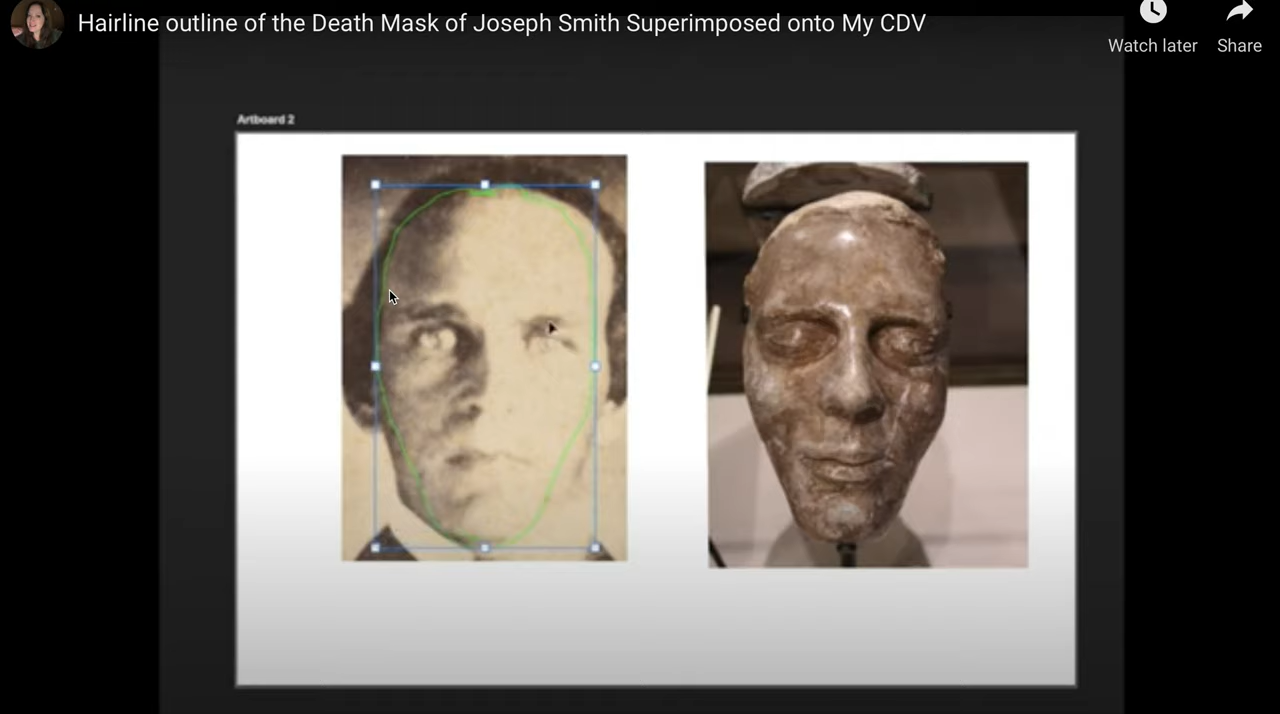 Hairline outline of the Death Mask of Joseph Smith Superimposed onto My CDV
Watch later
Share
Artboard 2